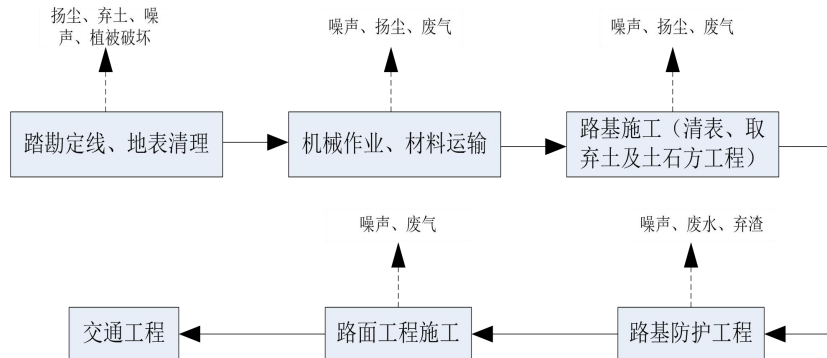 扬尘、弃土、噪
声、植被破坏
噪声、扬尘、废气
噪声、扬尘、废气
踏勘定线、地表清理
机械作业、材料运输
路基施工（清表、取
弃土及土石方工程）
噪声、废气
噪声、废水、弃渣
交通工程
路面工程施工
路基防护工程